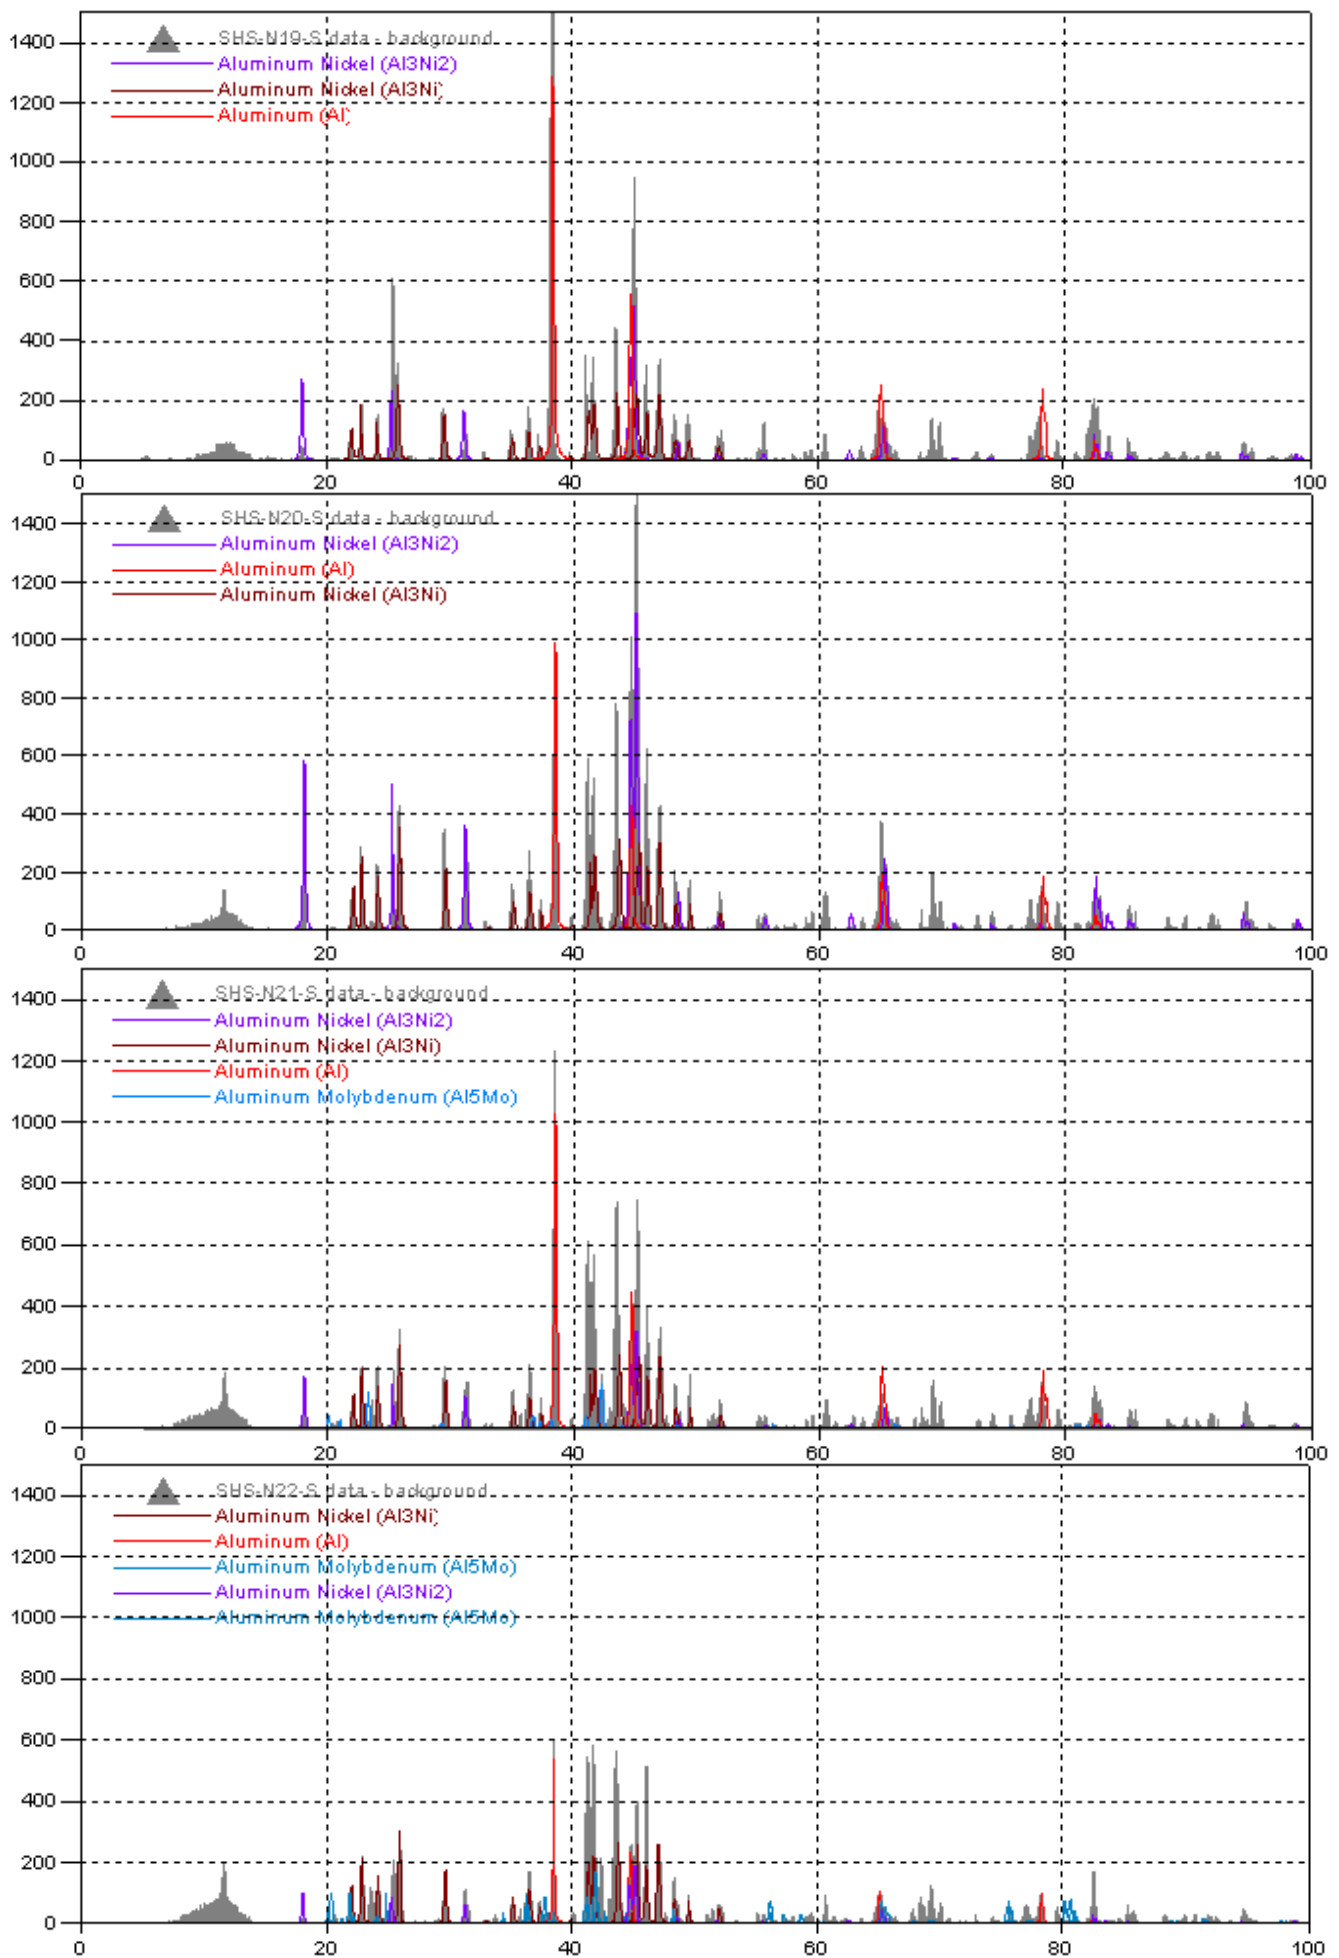 1400
SHS-N19-S data - background
Aluminum Nickel (Al3Ni2)
1200
Aluminum Nickel (Al3Ni)
Aluminum (Al)
1000
800
600
400
200
0
0 20 40 60 80 100
1400
SHS-N20-S data - background
Aluminum Nickel (Al3Ni2)
1200
Aluminum (Al)
Aluminum Nickel (Al3Ni)
1000
800
600
400
200
0
0 20 40 60 80 100
1400
SHS-N21-S data - background
Aluminum Nickel (Al3Ni2)
1200
Aluminum Nickel (Al3Ni)
Aluminum (Al)
Aluminum Molybdenum (Al5Mo)
1000
800
600
400
200
0
0 20 40 60 80 100
1400
SHS-N22-S data - background
Aluminum Nickel (Al3Ni)
1200
Aluminum (Al)
Aluminum Molybdenum (Al5Mo)
Aluminum Nickel (Al3Ni2)
1000
Aluminum Molybdenum (Al5Mo)
800
600
400
200
0
0 20 40 60 80 100